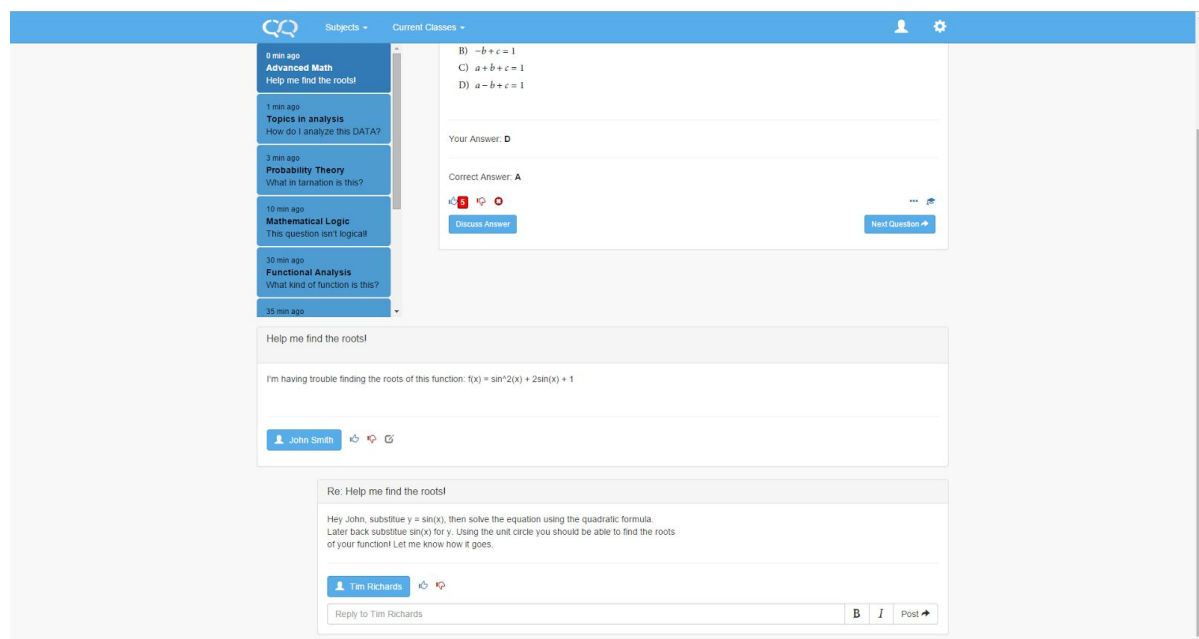 Subjects
Current Classes
0 min ago
Advanced Math
Help me find the roots!
1 min ago
Topics in analysis
How do I analyze this DATA?
3 min ago
Probability Theory
What in tarnation is this?
10 min ago
Mathematical Logic
This question isn't logical!
30 min ago
Functional Analysis
What kind of function is this?
35 min ago
B) −b + c = 1
C) a + b + c = 1
D) a − b + c = 1
Your Answer: D
Correct Answer: A
5
Discuss Answer
Next Question
Help me find the roots!
I'm having trouble finding the roots of this function: f(x) = sin^2(x) + 2sin(x) + 1
John Smith
Re: Help me find the roots!
Hey John, substitue y = sin(x), then solve the equation using the quadratic formula.
Later back substitue sin(x) for y. Using the unit circle you should be able to find the roots
of your function! Let me know how it goes.
Tim Richards
Reply to Tim Richards
B I Post